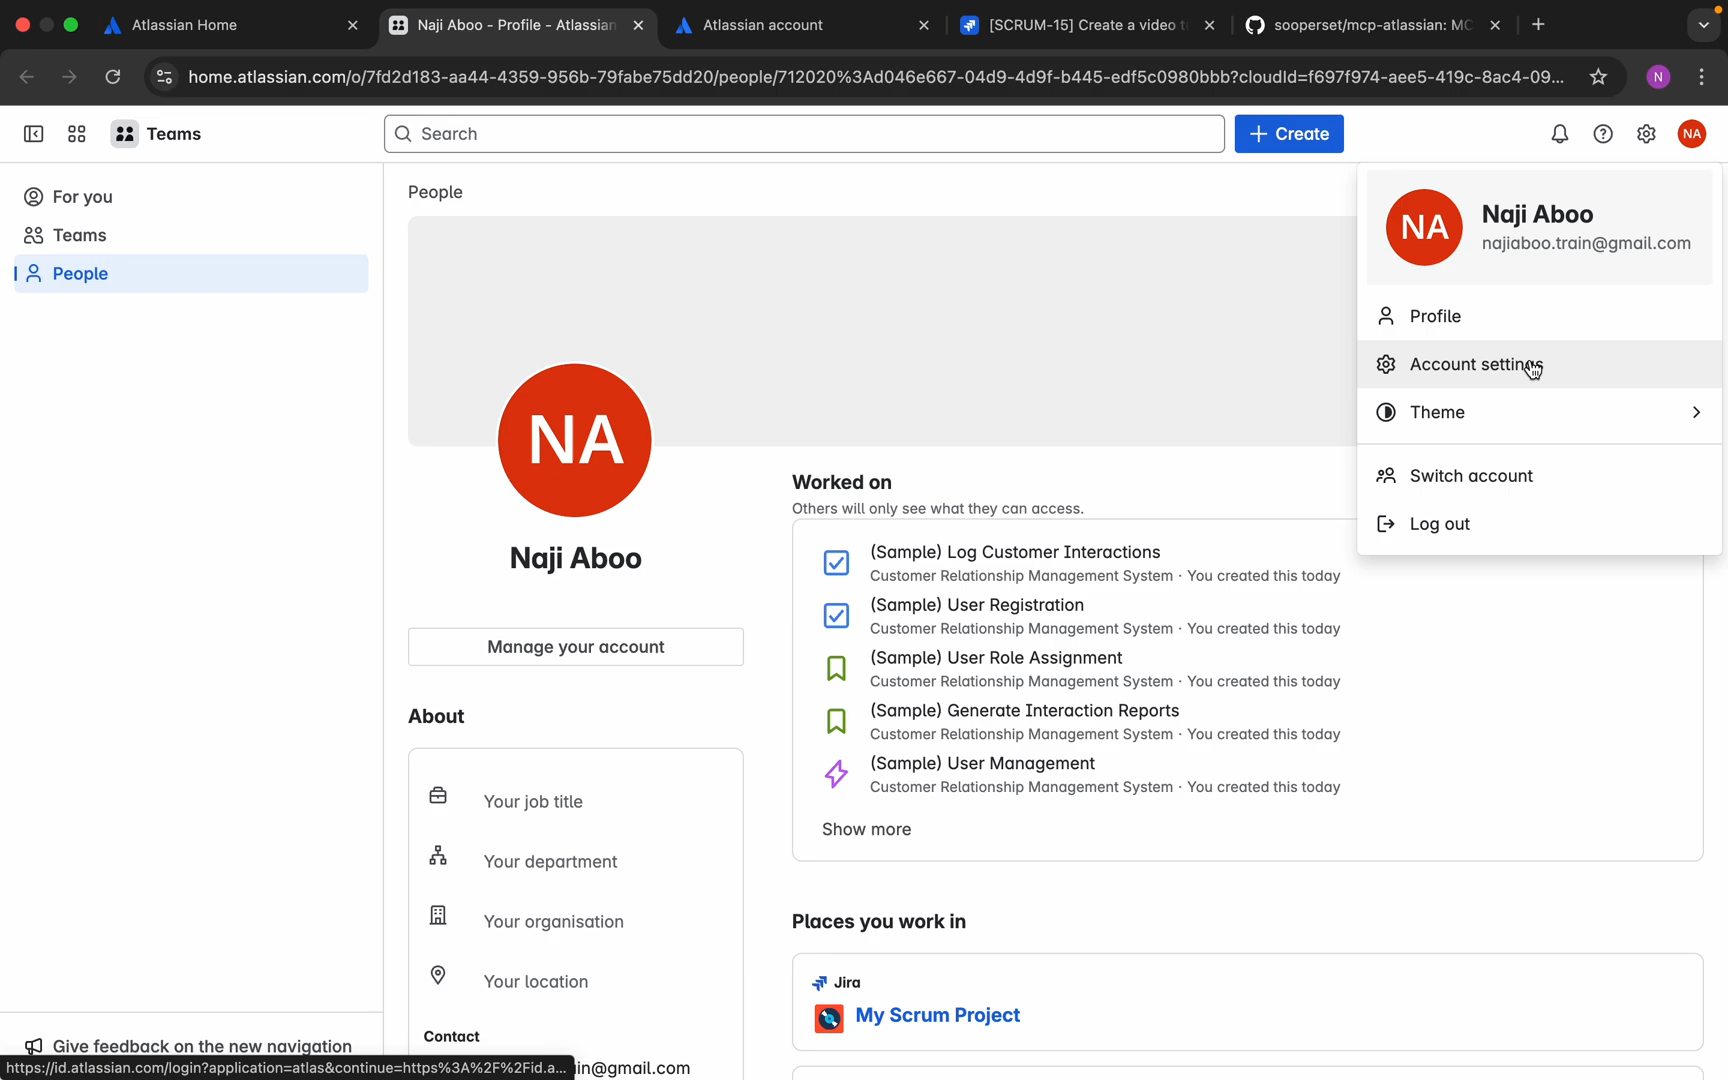 Atlassian Home
Naji Aboo - Profile - Atlassian
Atlassian account
[SCRUM-15] Create a video t
sooperset/mcp-atlassian: MC
home.atlassian.com/o/7fd2d183-aa44-4359-956b-79fabe75dd20/people/712020%3Ad046e667-04d9-4d9f-b445-edf5c0980bbb?cloudId=f697f974-aee5-419c-8ac4-09...
N
Teams
Search
Create
NA
For you
Teams
People
People
NA
Naji Aboo
najiaboo.train@gmail.com
Profile
Account settings
Theme
Switch account
Log out
NA
Naji Aboo
Manage your account
About
Your job title
Your department
Your organisation
Your location
Contact
in@gmail.com
Worked on
Others will only see what they can access.
(Sample) Log Customer Interactions
Customer Relationship Management System · You created this today
(Sample) User Registration
Customer Relationship Management System · You created this today
(Sample) User Role Assignment
Customer Relationship Management System · You created this today
(Sample) Generate Interaction Reports
Customer Relationship Management System · You created this today
(Sample) User Management
Customer Relationship Management System · You created this today
Show more
Places you work in
Jira
My Scrum Project
Give feedback on the new navigation
https://id.atlassian.com/login?application=atlas&continue=https%3A%2F%2Fid.a...